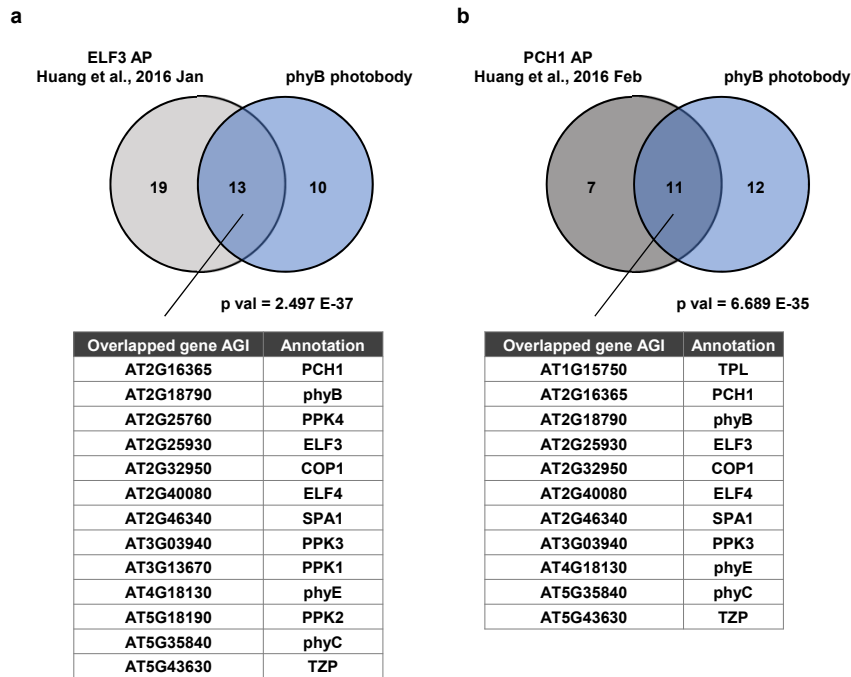 a
ELF3 AP
Huang et al., 2016 Jan
phyB photobody
19
13
10
p val = 2.497 E-37
Overlapped gene AGI Annotation
AT2G16365 PCH1
AT2G18790 phyB
AT2G25760 PPK4
AT2G25930 ELF3
AT2G32950 COP1
AT2G40080 ELF4
AT2G46340 SPA1
AT3G03940 PPK3
AT3G13670 PPK1
AT4G18130 phyE
AT5G18190 PPK2
AT5G35840 phyC
AT5G43630 TZP
b
PCH1 AP
Huang et al., 2016 Feb
phyB photobody
7
11
12
p val = 6.689 E-35
Overlapped gene AGI Annotation
AT1G15750 TPL
AT2G16365 PCH1
AT2G18790 phyB
AT2G25930 ELF3
AT2G32950 COP1
AT2G40080 ELF4
AT2G46340 SPA1
AT3G03940 PPK3
AT4G18130 phyE
AT5G35840 phyC
AT5G43630 TZP